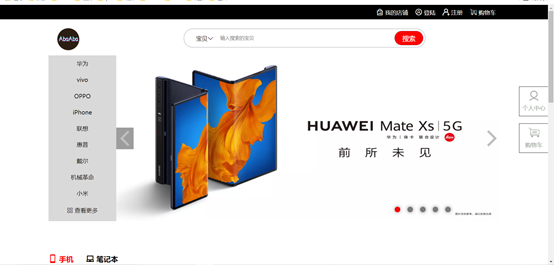 我的店铺 登陆 注册 购物车
AboAbo
宝贝 输入搜索的宝贝 搜索
华为
vivo
OPPO
iPhone
联想
惠普
戴尔
机械革命
小米
查看更多
HUAWEI Mate Xs | 5G
前所未见
个人中心
购物车
手机 笔记本